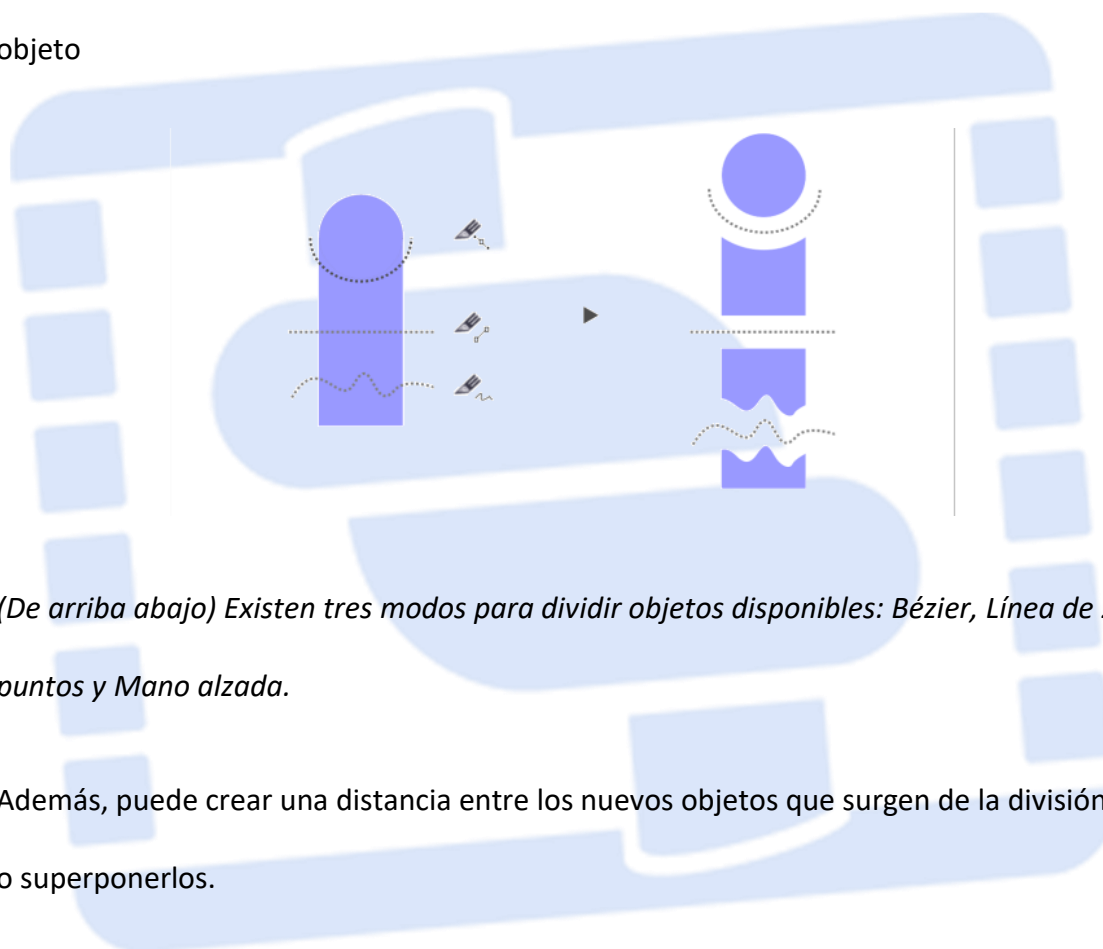 objeto
(De arriba abajo) Existen tres modos para dividir objetos disponibles: Bézier, Línea de
puntos y Mano alzada.
Además, puede crear una distancia entre los nuevos objetos que surgen de la división
o superponerlos.